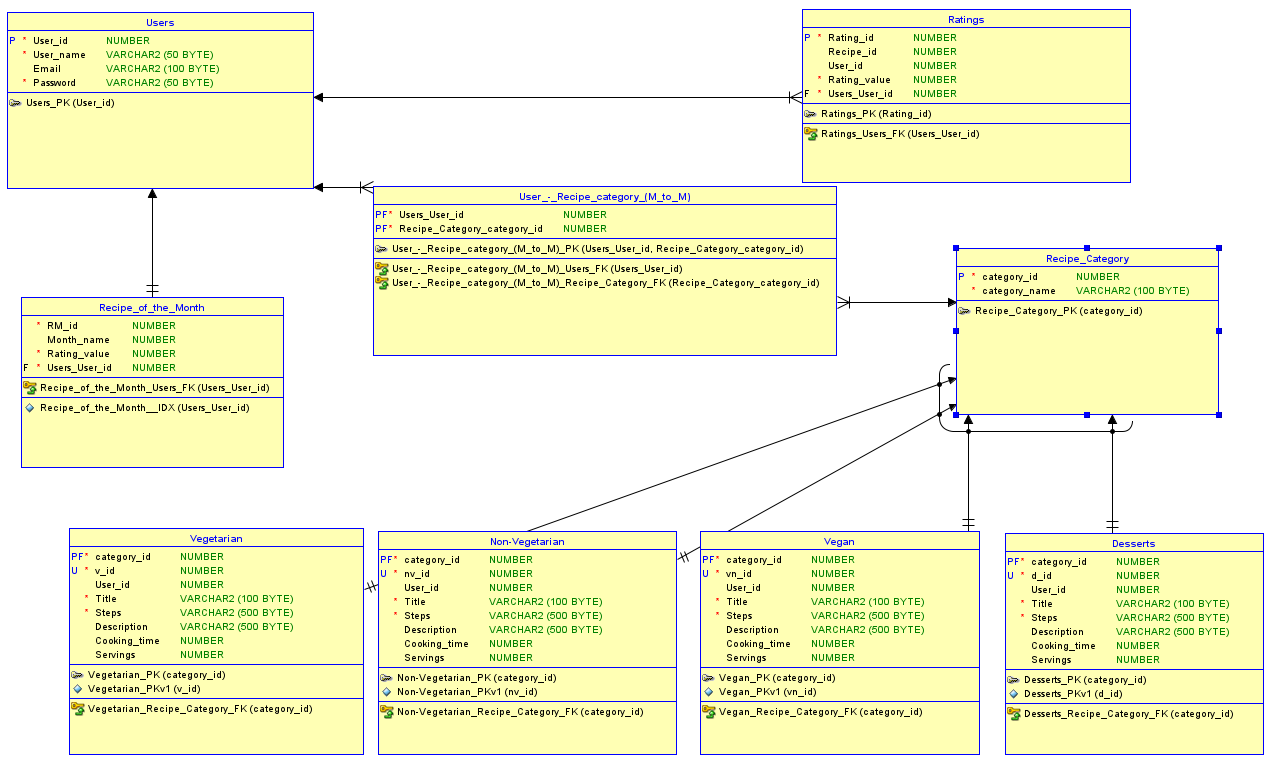 Users
P * User_id NUMBER
* User_name VARCHAR2 (50 BYTE)
Email VARCHAR2 (100 BYTE)
* Password VARCHAR2 (50 BYTE)
Users_PK (User_id)
Ratings
P * Rating_id NUMBER
Recipe_id NUMBER
User_id NUMBER
* Rating_value NUMBER
F * Users_User_id NUMBER
Ratings_PK (Rating_id)
Ratings_Users_FK (Users_User_id)
User_-_Recipe_category_(M_to_M)
PF* Users_User_id NUMBER
PF* Recipe_Category_category_id NUMBER
User_-_Recipe_category_(M_to_M)_PK (Users_User_id, Recipe_Category_category_id)
User_-_Recipe_category_(M_to_M)_Users_FK (Users_User_id)
User_-_Recipe_category_(M_to_M)_Recipe_Category_FK (Recipe_Category_category_id)
Recipe_Category
P * category_id NUMBER
* category_name VARCHAR2 (100 BYTE)
Recipe_Category_PK (category_id)
Recipe_of_the_Month
* RM_id NUMBER
Month_name NUMBER
* Rating_value NUMBER
F * Users_User_id NUMBER
Recipe_of_the_Month_Users_FK (Users_User_id)
Recipe_of_the_Month__IDX (Users_User_id)
Vegetarian
PF* category_id NUMBER
U * v_id NUMBER
User_id NUMBER
* Title VARCHAR2 (100 BYTE)
* Steps VARCHAR2 (500 BYTE)
Description VARCHAR2 (500 BYTE)
Cooking_time NUMBER
Servings NUMBER
Vegetarian_PK (category_id)
Vegetarian_PKv1 (v_id)
Vegetarian_Recipe_Category_FK (category_id)
Non-Vegetarian
PF* category_id NUMBER
U * nv_id NUMBER
User_id NUMBER
* Title VARCHAR2 (100 BYTE)
* Steps VARCHAR2 (500 BYTE)
Description VARCHAR2 (500 BYTE)
Cooking_time NUMBER
Servings NUMBER
Non-Vegetarian_PK (category_id)
Non-Vegetarian_PKv1 (nv_id)
Non-Vegetarian_Recipe_Category_FK (category_id)
Vegan
PF* category_id NUMBER
U * vn_id NUMBER
User_id NUMBER
* Title VARCHAR2 (100 BYTE)
* Steps VARCHAR2 (500 BYTE)
Description VARCHAR2 (500 BYTE)
Cooking_time NUMBER
Servings NUMBER
Vegan_PK (category_id)
Vegan_PKv1 (vn_id)
Vegan_Recipe_Category_FK (category_id)
Desserts
PF* category_id NUMBER
U * d_id NUMBER
User_id NUMBER
* Title VARCHAR2 (100 BYTE)
* Steps VARCHAR2 (500 BYTE)
Description VARCHAR2 (500 BYTE)
Cooking_time NUMBER
Servings NUMBER
Desserts_PK (category_id)
Desserts_PKv1 (d_id)
Desserts_Recipe_Category_FK (category_id)